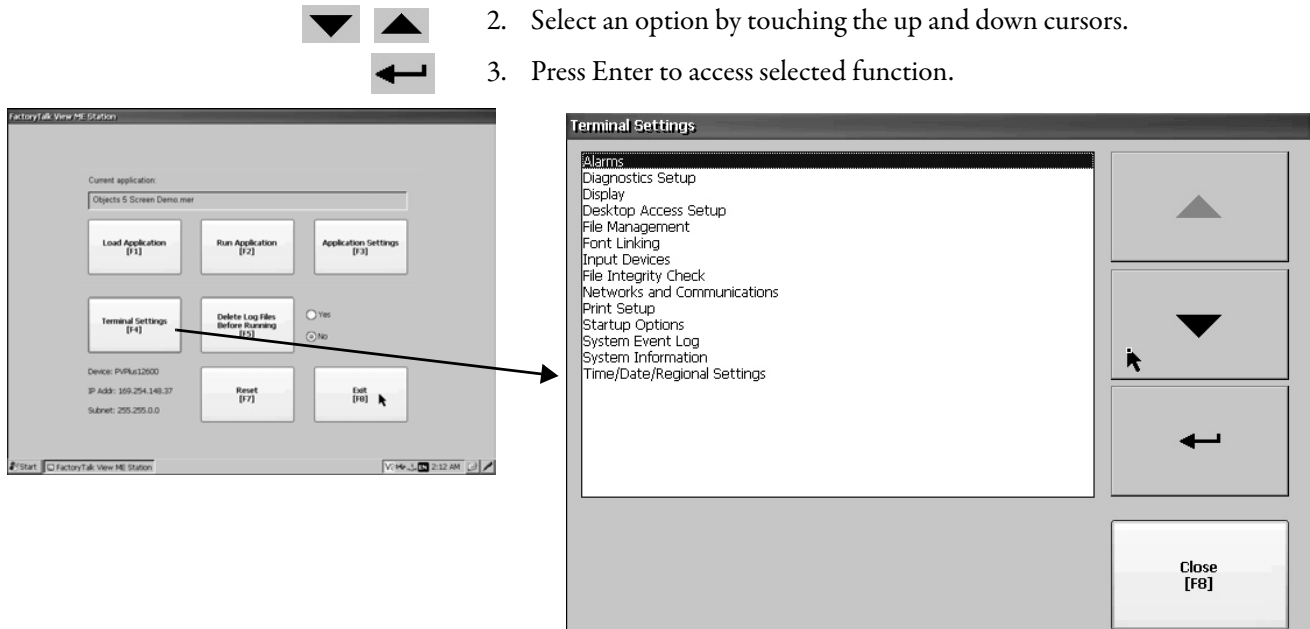 2. Select an option by touching the up and down cursors.
3. Press Enter to access selected function.
FactoryTalk View ME Station
Current application:
Objects 5 Screen Demo.mer
Load Application
[F1]
Run Application
[F2]
Application Settings
[F3]
Terminal Settings
[F4]
Delete Log Files
Before Running
[F5]
Yes
No
Device: PVPlus12600
IP Addr: 169.254.148.37
Subnet: 255.255.0.0
Reset
[F7]
Exit
[F8]
Start
FactoryTalk View ME Station
EN
2:12 AM
Terminal Settings
Alarms
Diagnostics Setup
Display
Desktop Access Setup
File Management
Font Linking
Input Devices
File Integrity Check
Networks and Communications
Print Setup
Startup Options
System Event Log
System Information
Time/Date/Regional Settings
Close
[F8]